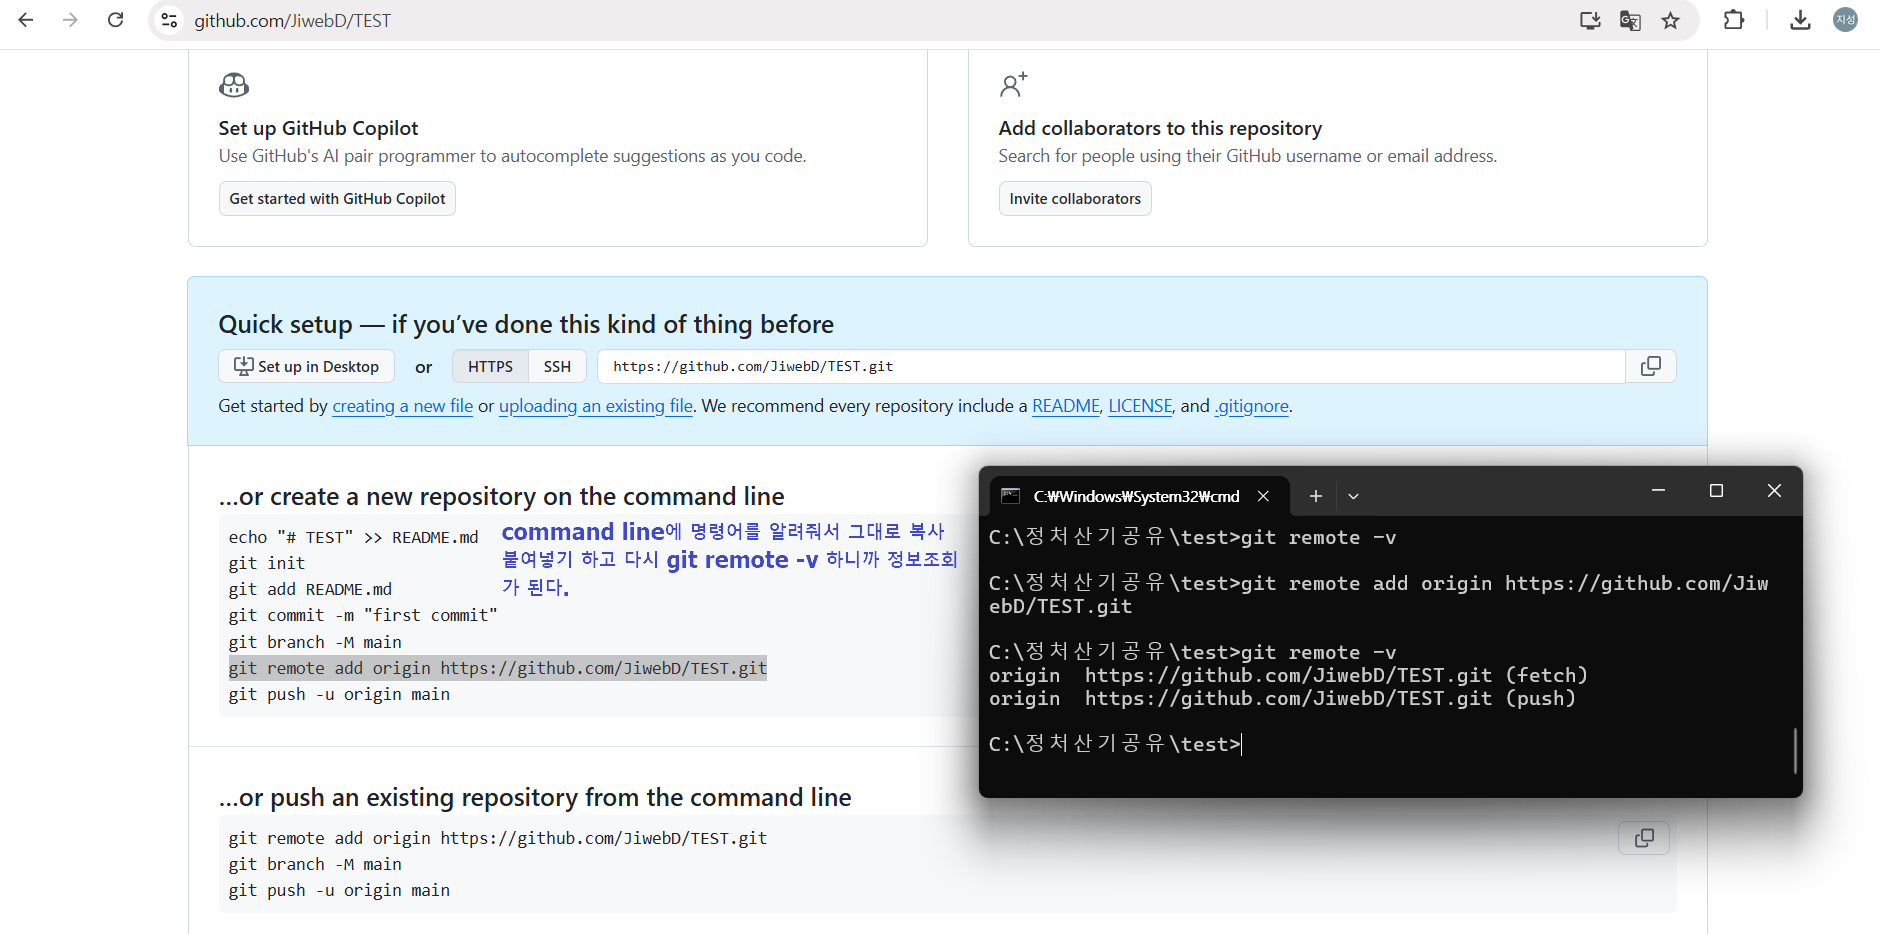 github.com/JiwebD/TEST
지성
Set up GitHub Copilot
Use GitHub's AI pair programmer to autocomplete suggestions as you code.
Get started with GitHub Copilot
Add collaborators to this repository
Search for people using their GitHub username or email address.
Invite collaborators
Quick setup — if you’ve done this kind of thing before
Set up in Desktop or HTTPS SSH https://github.com/JiwebD/TEST.git
Get started by creating a new file or uploading an existing file. We recommend every repository include a README, LICENSE, and .gitignore.
…or create a new repository on the command line
echo "# TEST" >> README.md
git init
git add README.md
git commit -m "first commit"
git branch -M main
git remote add origin https://github.com/JiwebD/TEST.git
git push -u origin main
command line에 명령어를 알려줘서 그대로 복사
붙여넣기 하고 다시 git remote -v 하니까 정보조회
가 된다.
C:₩Windows₩System32₩cmd
C:\정처산기공유\test>git remote -v
C:\정처산기공유\test>git remote add origin https://github.com/Jiw
ebD/TEST.git
C:\정처산기공유\test>git remote -v
origin https://github.com/JiwebD/TEST.git (fetch)
origin https://github.com/JiwebD/TEST.git (push)
C:\정처산기공유\test>
…or push an existing repository from the command line
git remote add origin https://github.com/JiwebD/TEST.git
git branch -M main
git push -u origin main